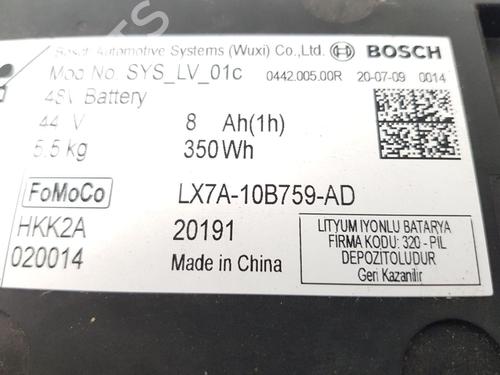 Bosch Automotive Systems (Wuxi) Co.,Ltd. BOSCH
Mod No. SYS_LV_01c 0442.005.00R 20-07-09 0014
48V Battery
44 V 8 Ah(1h)
5.5 kg 350Wh
FoMoCo LX7A-10B759-AD
HKK2A 20191
020014 Made in China
LITYUM IYONLU BATARYA
FIRMA KODU: 320 - PIL
DEPOZITOLUDUR
Geri Kazanilir